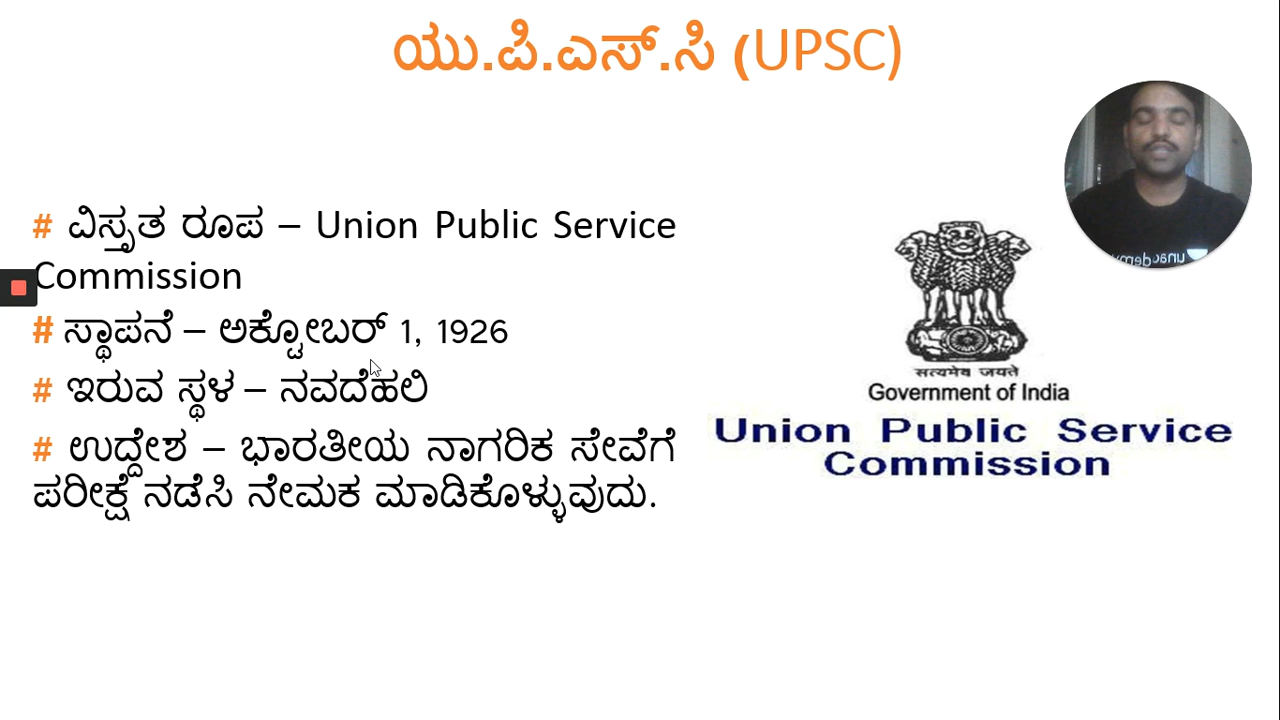 ಯು.ಪಿ.ಎಸ್.ಸಿ (UPSC)
# ವಿಸ್ತೃತ ರೂಪ – Union Public Service
Commission
# ಸ್ಥಾಪನೆ – ಅಕ್ಟೋಬರ್ 1, 1926
# ಇರುವ ಸ್ಥಳ – ನವದೆಹಲಿ
# ಉದ್ದೇಶ – ಭಾರತೀಯ ನಾಗರಿಕ ಸೇವೆಗೆ
ಪರೀಕ್ಷೆ ನಡೆಸಿ ನೇಮಕ ಮಾಡಿಕೊಳ್ಳುವುದು.
सत्यमेव जयते
Government of India
Union Public Service
Commission